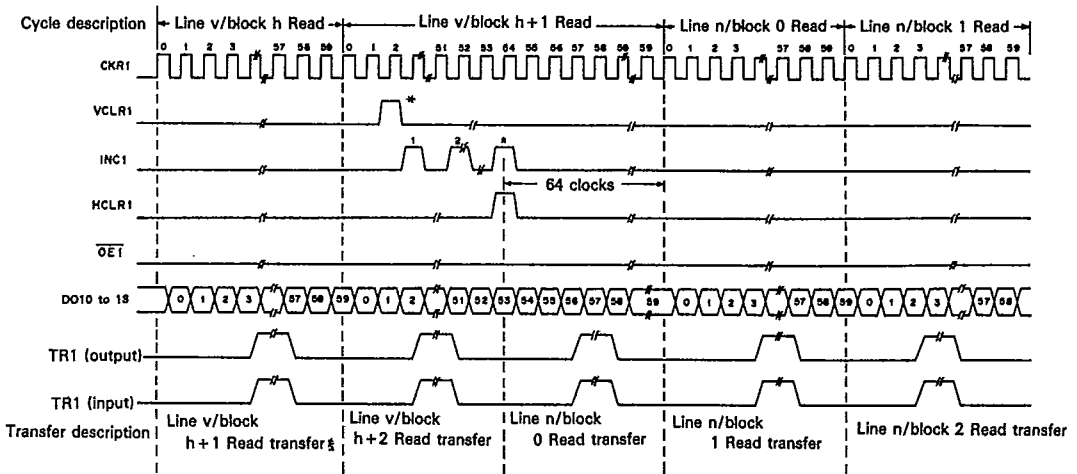 Cycle description Line v/block h Read Line v/block h+1 Read Line n/block 0 Read Line n/block 1 Read
0 1 2 3 57 58 59 0 1 2 51 52 53 54 55 56 57 58 59 59 0 1 2 3 57 58 59 0 1 2 3 57 58 59
CKR1
VCLR1 *
INC1 1 2 n
64 clocks
HCLR1
OE1
DO10 to 18 0 1 2 3 57 58 59 0 1 2 51 52 53 54 55 56 57 58 59 0 1 2 3 57 58 59 0 1 2 3 57 58
TR1 (output)
TR1 (input)
Transfer description
Line v/block
h+1 Read transfer
Line v/block
h+2 Read transfer
Line n/block
0 Read transfer
Line n/block
1 Read transfer
Line n/block 2 Read transfer